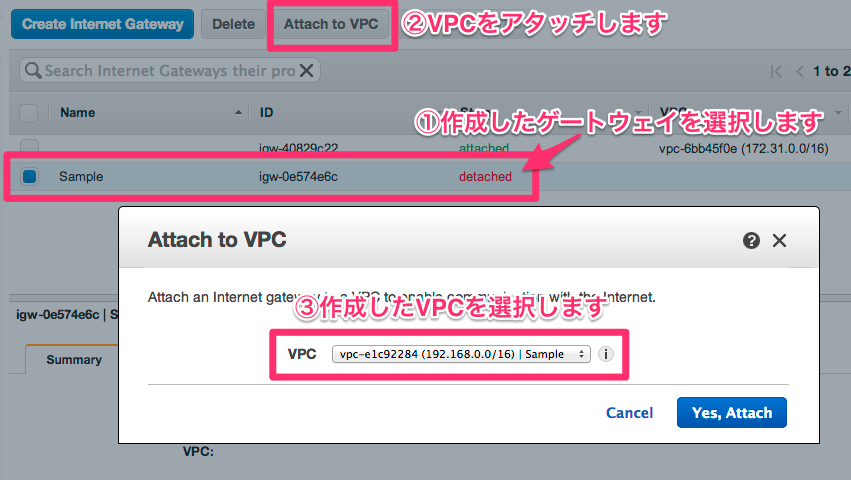 Create Internet Gateway Delete Attach to VPC ②VPCをアタッチします
Search Internet Gateways their pro 1 to 2
Name ID
①作成したゲートウェイを選択します
igw-40829c22 attached vpc-6bb45f0e (172.31.0.0/16)
Sample igw-0e574e6c detached
Attach to VPC
Attach an Internet gateway to a VPC to enable communication with the Internet.
③作成したVPCを選択します
igw-0e574e6c | S
VPC vpc-e1c92284 (192.168.0.0/16) | Sample
Summary
Cancel Yes, Attach
VPC: